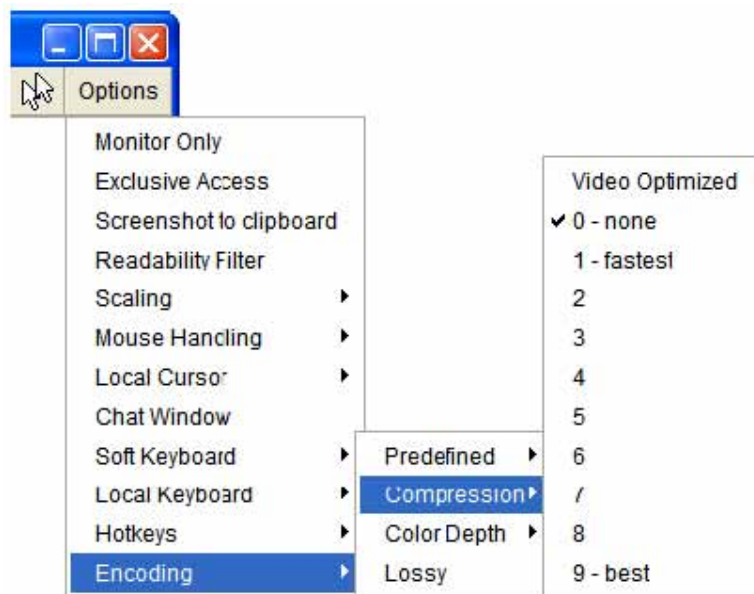 Options
Monitor Only
Exclusive Access
Screenshot to clipboard
Readability Filter
Scaling
Mouse Handling
Local Cursor
Chat Window
Soft Keyboard
Local Keyboard
Hotkeys
Encoding
Predefined
Compression
Color Depth
Lossy
Video Optimized
0 - none
1 - fastest
2
3
4
5
6
7
8
9 - best